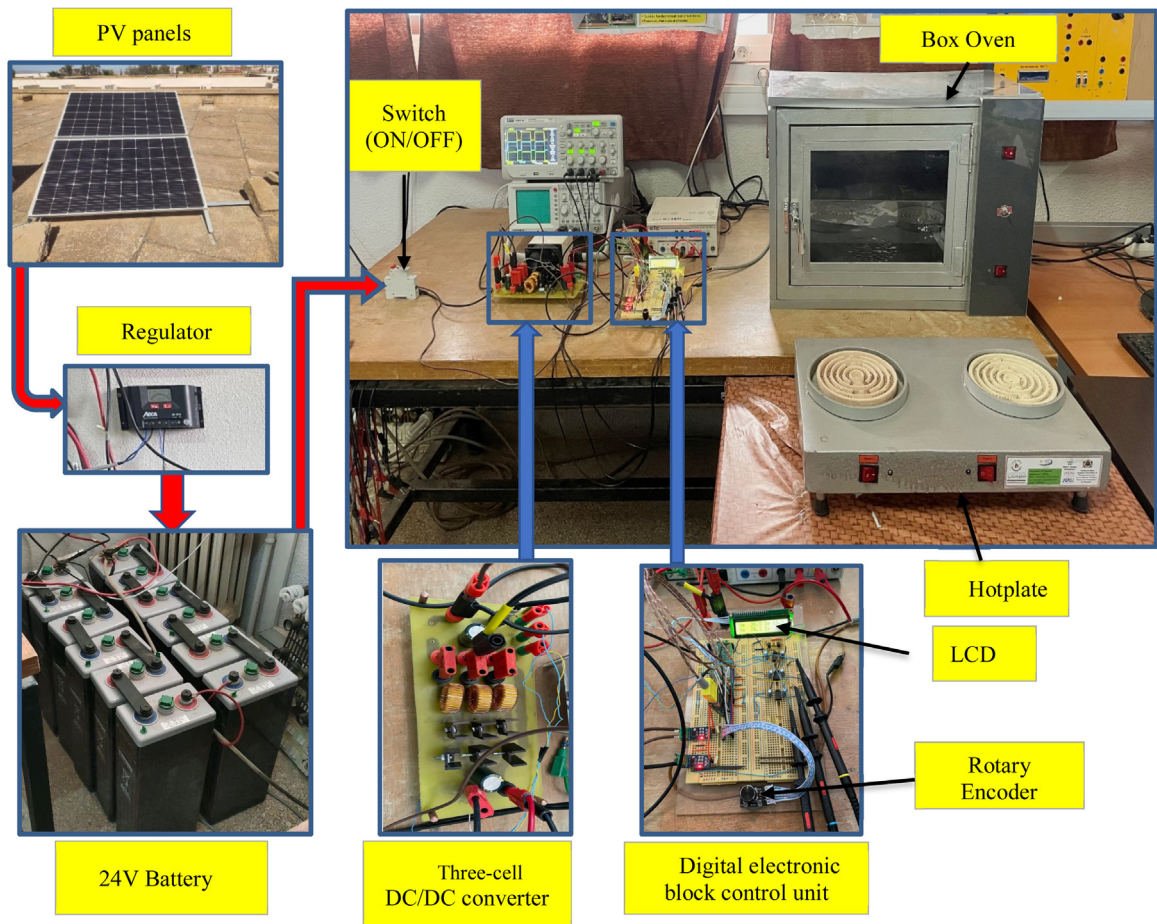 PV panels
Switch
(ON/OFF)
Box Oven
Regulator
Hotplate
LCD
Rotary
Encoder
24V Battery
Three-cell
DC/DC converter
Digital electronic
block control unit